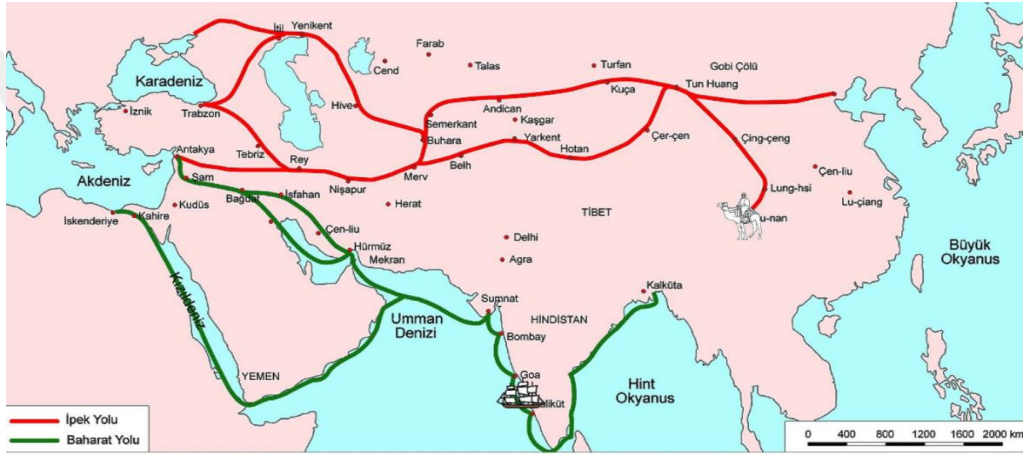 İtil
Yenikent
Farab
Cend
Talas
Turfan
Gobi Çölü
Karadeniz
Kuça
Tun Huang
İznik
Trabzon
Hive
Andican
Semerkant
Kaşgar
Buhara
Yarkent
Hotan
Çer-çen
Çing-çeng
Antakya
Tebriz
Rey
Merv
Belh
Çen-liu
Akdeniz
Şam
Nişapur
Lung-hsi
Bağdat
İsfahan
Kudüs
Herat
TİBET
Lu-çiang
İskenderiye
Kahire
u-nan
Çen-liu
Delhi
Hürmüz
Mekran
Agra
Büyük
Okyanus
Kızıldeniz
Kalküta
Sumnat
Umman
Denizi
HİNDİSTAN
Bombay
YEMEN
Goa
Hint
Okyanus
aliküt
İpek Yolu
Baharat Yolu
0 400 800 1200 1600 2000 km